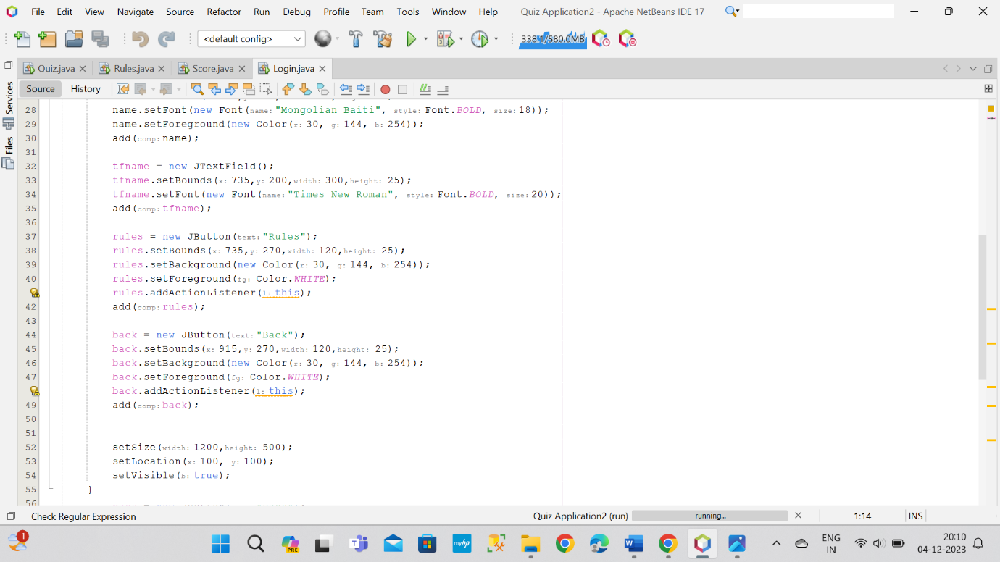 File Edit View Navigate Source Refactor Run Debug Profile Team Tools Window Help Quiz Application2 - Apache NetBeans IDE 17
<default config> 338.1/580.0MB
Quiz.java Rules.java Score.java Login.java
Source History
Services
Files
28 name.setFont(new Font(name: "Mongolian Baiti", style: Font.BOLD, size: 18));
29 name.setForeground(new Color(r: 30, g: 144, b: 254));
30 add(comp: name);
31
32 tfname = new JTextField();
33 tfname.setBounds(x: 735,y: 200,width: 300,height: 25);
34 tfname.setFont(new Font(name: "Times New Roman", style: Font.BOLD, size: 20));
35 add(comp: tfname);
36
37 rules = new JButton(text: "Rules");
38 rules.setBounds(x: 735,y: 270,width: 120,height: 25);
39 rules.setBackground(new Color(r: 30, g: 144, b: 254));
40 rules.setForeground(fg: Color.WHITE);
rules.addActionListener(l: this);
42 add(comp: rules);
43
44 back = new JButton(text: "Back");
45 back.setBounds(x: 915,y: 270,width: 120,height: 25);
46 back.setBackground(new Color(r: 30, g: 144, b: 254));
47 back.setForeground(fg: Color.WHITE);
back.addActionListener(l: this);
49 add(comp: back);
50
51
52 setSize(width: 1200,height: 500);
53 setLocation(x: 100, y: 100);
54 setVisible(b: true);
55 }
56
Check Regular Expression Quiz Application2 (run) running... 1:14 INS
1 PRE myhp ENG IN 20:10 04-12-2023